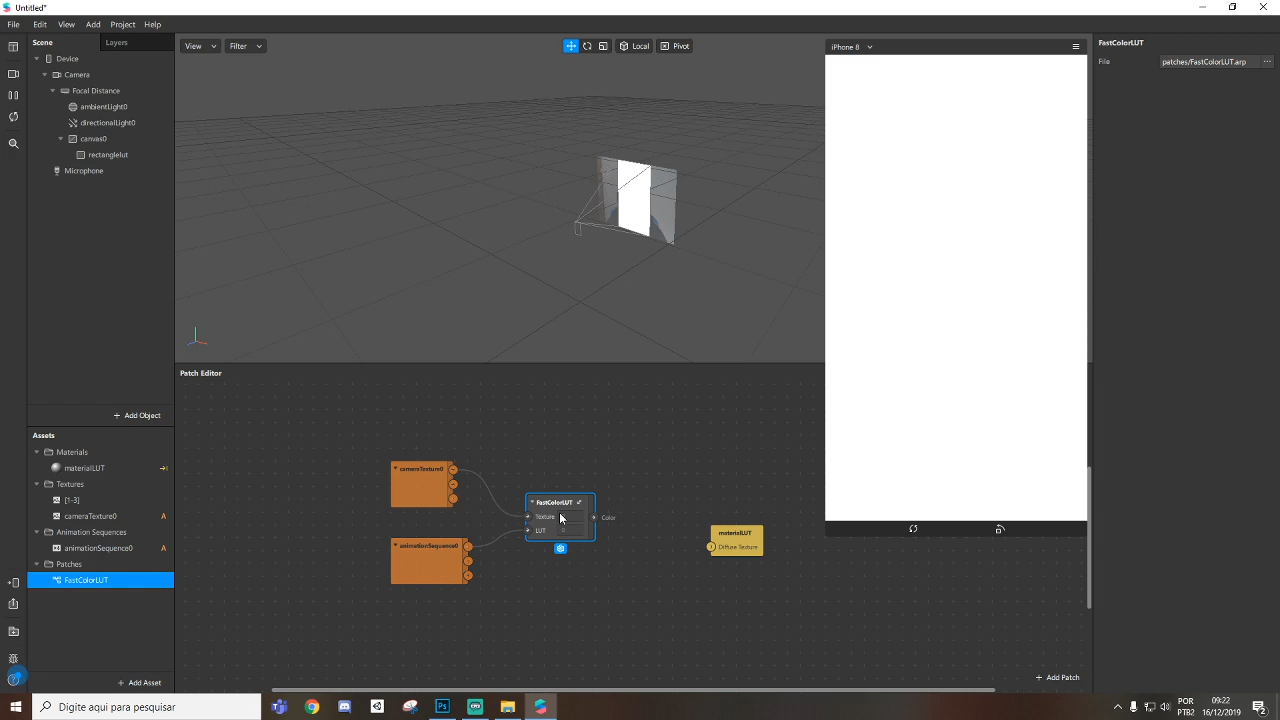 Untitled*
File Edit View Add Project Help
Scene Layers
Device
Camera
Focal Distance
ambientLight0
directionalLight0
canvas0
rectanglelut
Microphone
+ Add Object
Assets
Materials
materialLUT
Textures
[1-3]
cameraTexture0 A
Animation Sequences
animationSequence0 A
Patches
FastColorLUT
+ Add Asset
View Filter Local Pivot
iPhone 8
Patch Editor
cameraTexture0
animationSequence0
FastColorLUT
Texture
LUT
Color
materialLUT
Diffuse Texture
+ Add Patch
FastColorLUT
File patches/FastColorLUT.arp ...
Digite aqui para pesquisar
Ps
POR
PTB2
09:22
16/12/2019
2